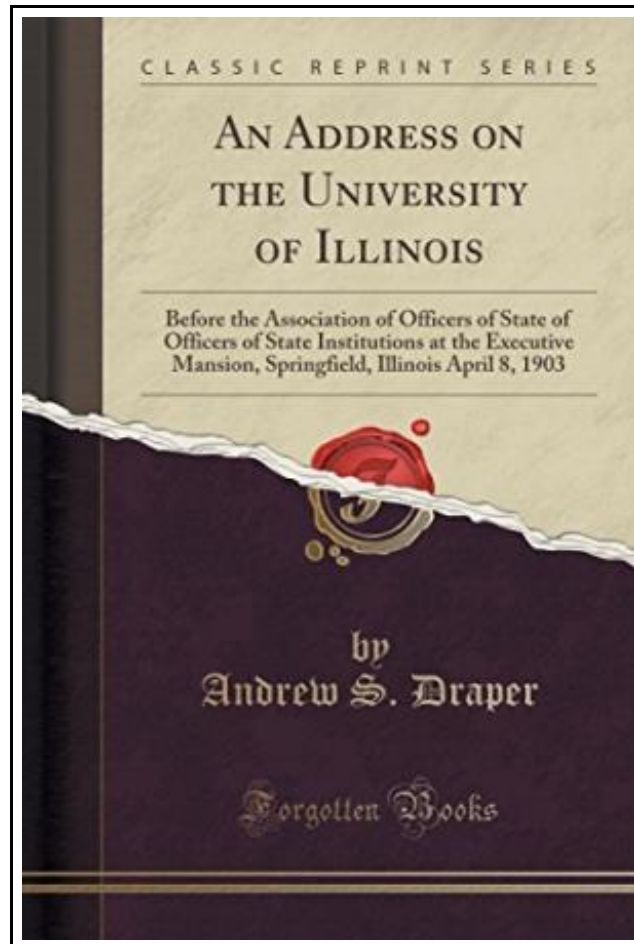 CLASSIC REPRINT SERIES
AN ADDRESS ON
THE UNIVERSITY
OF ILLINOIS
Before the Association of Officers of State of
Officers of State Institutions at the Executive
Mansion, Springfield, Illinois April 8, 1903
by
Andrew S. Draper
Forgotten Books